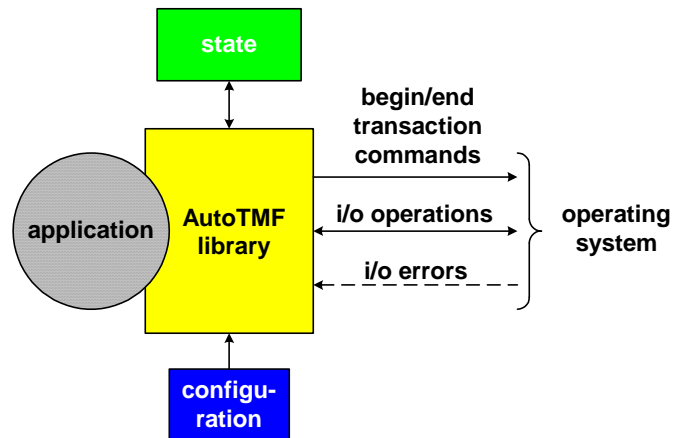 state
begin/end
transaction
commands
application
AutoTMF
library
i/o operations
operating
system
i/o errors
configu-
ration